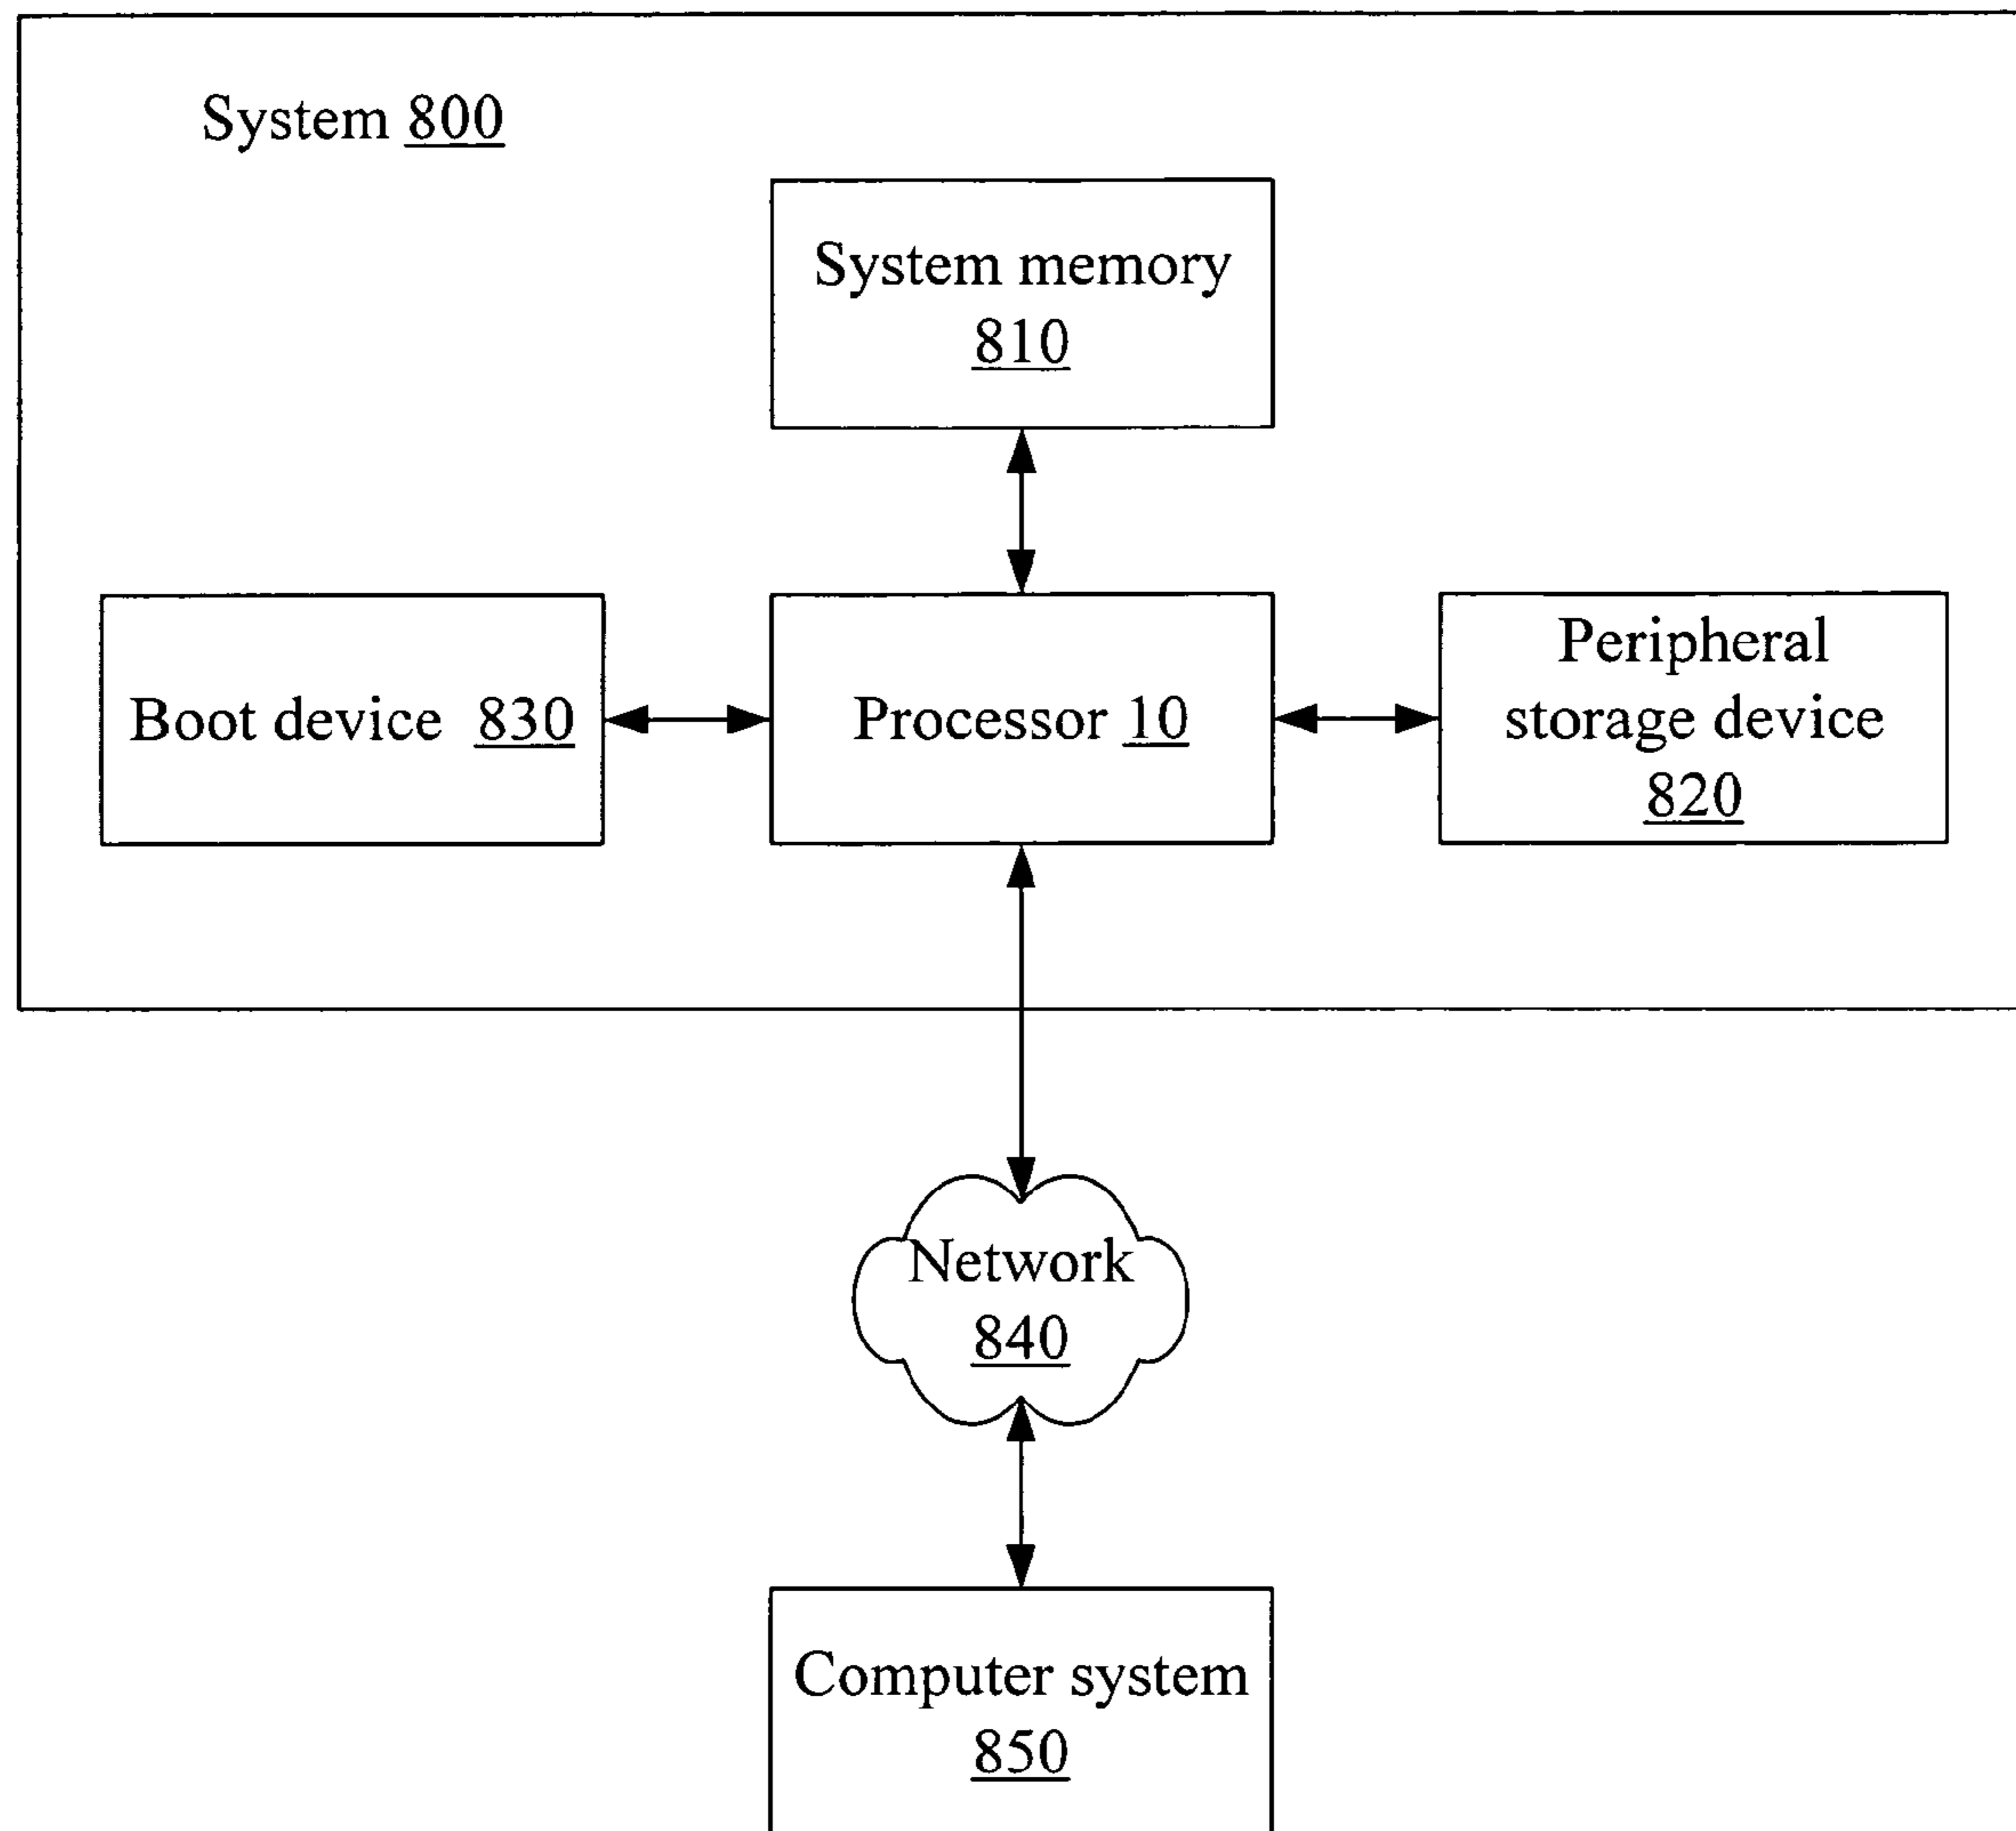 System 800
System memory
810
Boot device 830
Processor 10
Peripheral
storage device
820
Network
840
Computer system
850